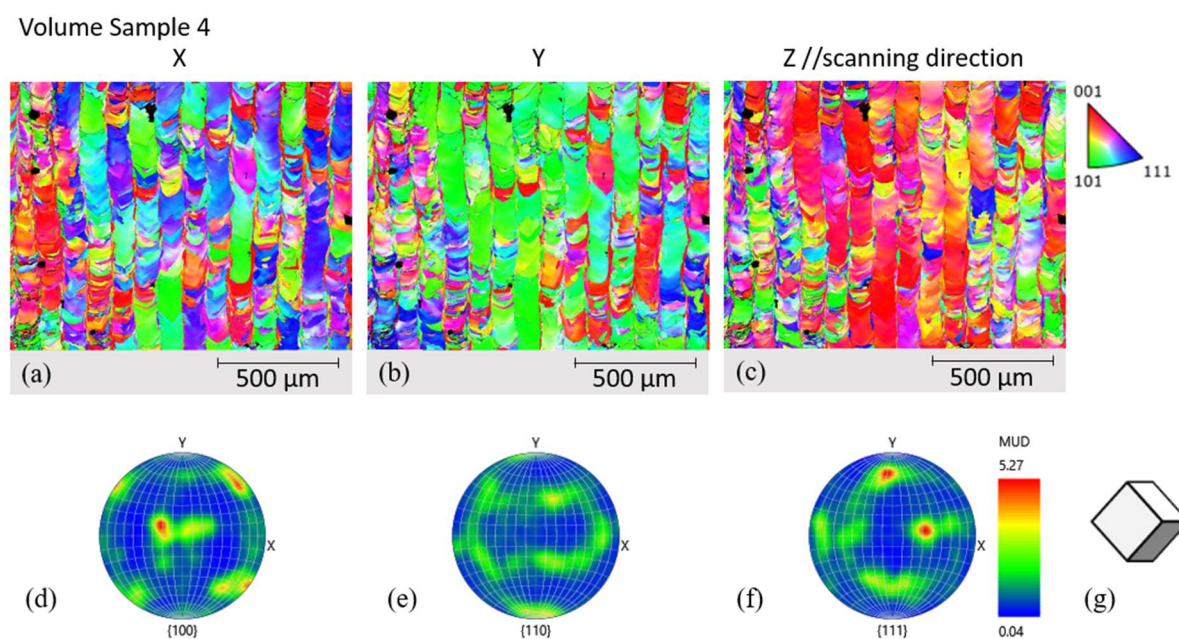 Volume Sample 4
X
Y
Z //scanning direction
001
101
111
(a)
500 µm
(b)
500 µm
(c)
500 µm
Y
X
{100}
(d)
Y
X
{110}
(e)
Y
X
{111}
(f)
MUD
5.27
0.04
(g)